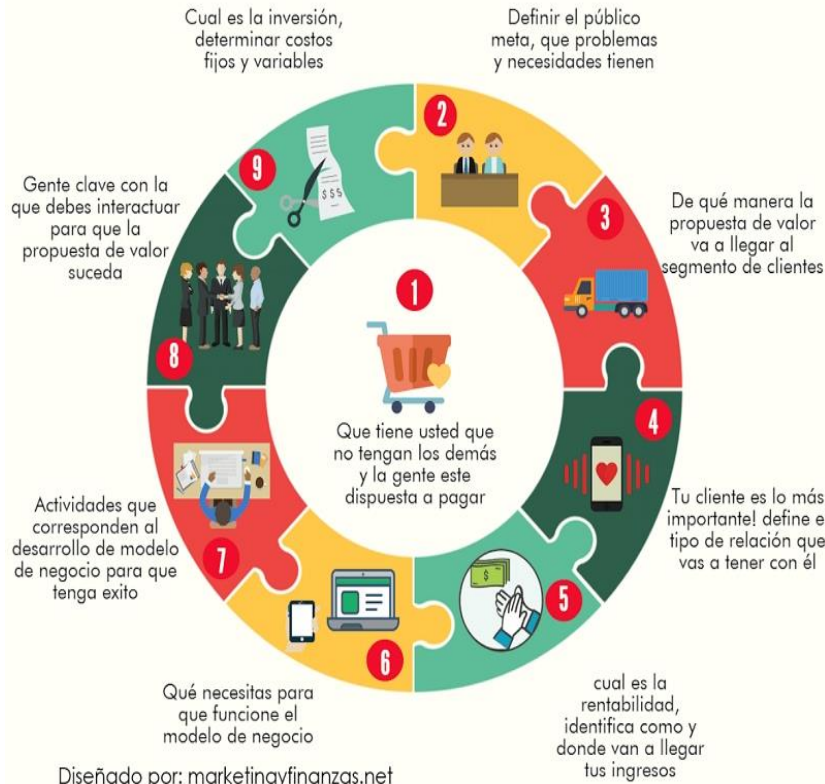 Cual es la inversión,
determinar costos
fijos y variables
Definir el público
meta, que problemas
y necesidades tienen
2
9
Gente clave con la
que debes interactuar
para que la
propuesta de valor
suceda
$ $ $
3
De qué manera la
propuesta de valor
va a llegar al
segmento de clientes
1
8
Que tiene usted que
no tengan los demás
y la gente este
dispuesta a pagar
4
Actividades que
corresponden al
desarrollo de modelo
de negocio para que
tenga exito
7
Tu cliente es lo más
importante! define e
tipo de relación que
vas a tener con él
$
5
6
Qué necesitas para
que funcione el
modelo de negocio
cual es la
rentabilidad,
identifica como y
donde van a llegar
tus ingresos
Diseñado por: marketingyfinanzas.net